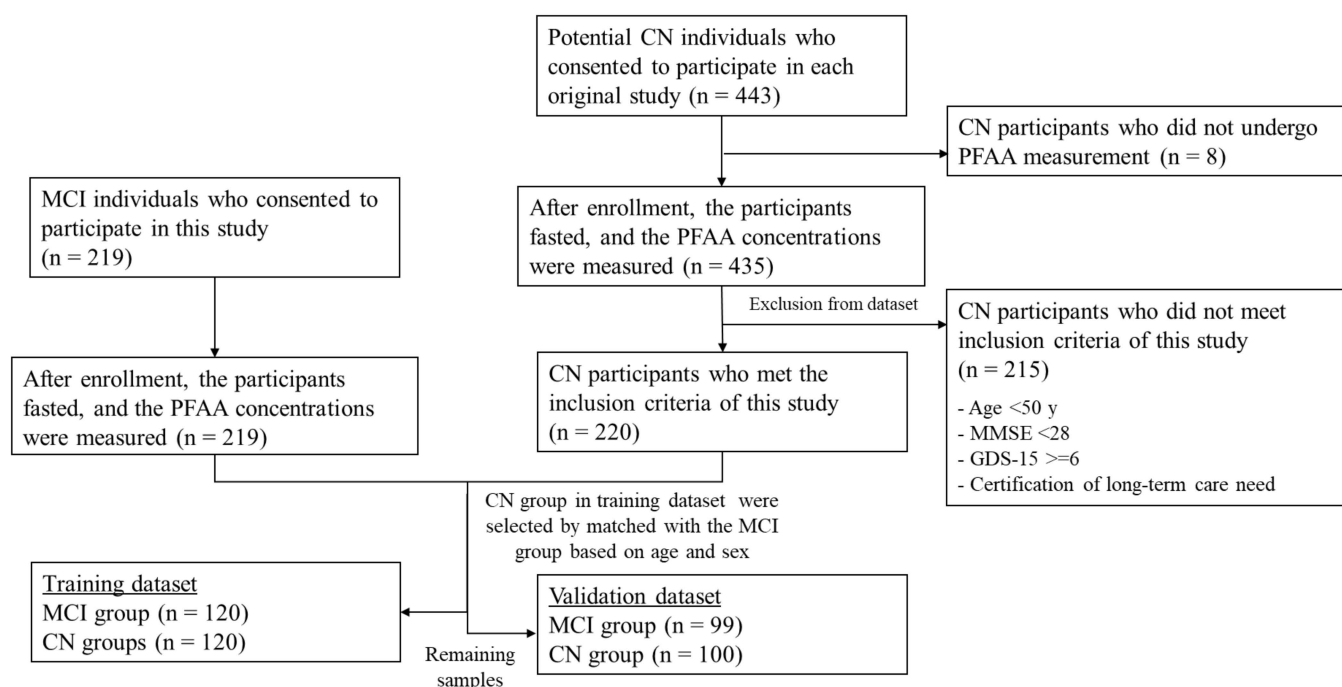 Potential CN individuals who
consented to participate in each
original study (n = 443)
CN participants who did not undergo
PFAA measurement (n = 8)
MCI individuals who consented to
participate in this study
(n = 219)
After enrollment, the participants
fasted, and the PFAA concentrations
were measured (n = 435)
Exclusion from dataset
CN participants who did not meet
inclusion criteria of this study
(n = 215)
- Age <50 y
- MMSE <28
- GDS-15 >=6
- Certification of long-term care need
After enrollment, the participants
fasted, and the PFAA concentrations
were measured (n = 219)
CN participants who met the
inclusion criteria of this study
(n = 220)
CN group in training dataset were
selected by matched with the MCI
group based on age and sex
Training dataset
MCI group (n = 120)
CN groups (n = 120)
Validation dataset
MCI group (n = 99)
CN group (n = 100)
Remaining
samples